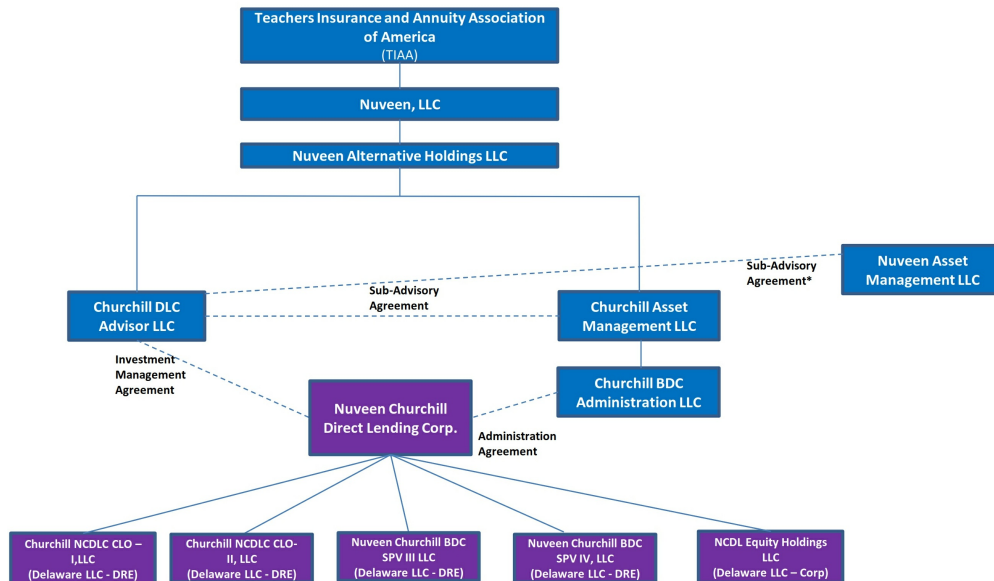 Teachers Insurance and Annuity Association
of America
(TIAA)
Nuveen, LLC
Nuveen Alternative Holdings LLC
Nuveen Asset
Management LLC
Sub-Advisory
Agreement*
Sub-Advisory
Agreement
Churchill DLC
Advisor LLC
Churchill Asset
Management LLC
Investment
Management
Agreement
Churchill BDC
Administration LLC
Nuveen Churchill
Direct Lending Corp.
Administration
Agreement
Churchill NCDLC CLO –
I,LLC
(Delaware LLC - DRE)
Churchill NCDLC CLO-
II, LLC
(Delaware LLC - DRE)
Nuveen Churchill BDC
SPV III LLC
(Delaware LLC - DRE)
Nuveen Churchill BDC
SPV IV, LLC
(Delaware LLC - DRE)
NCDL Equity Holdings
LLC
(Delaware LLC – Corp)